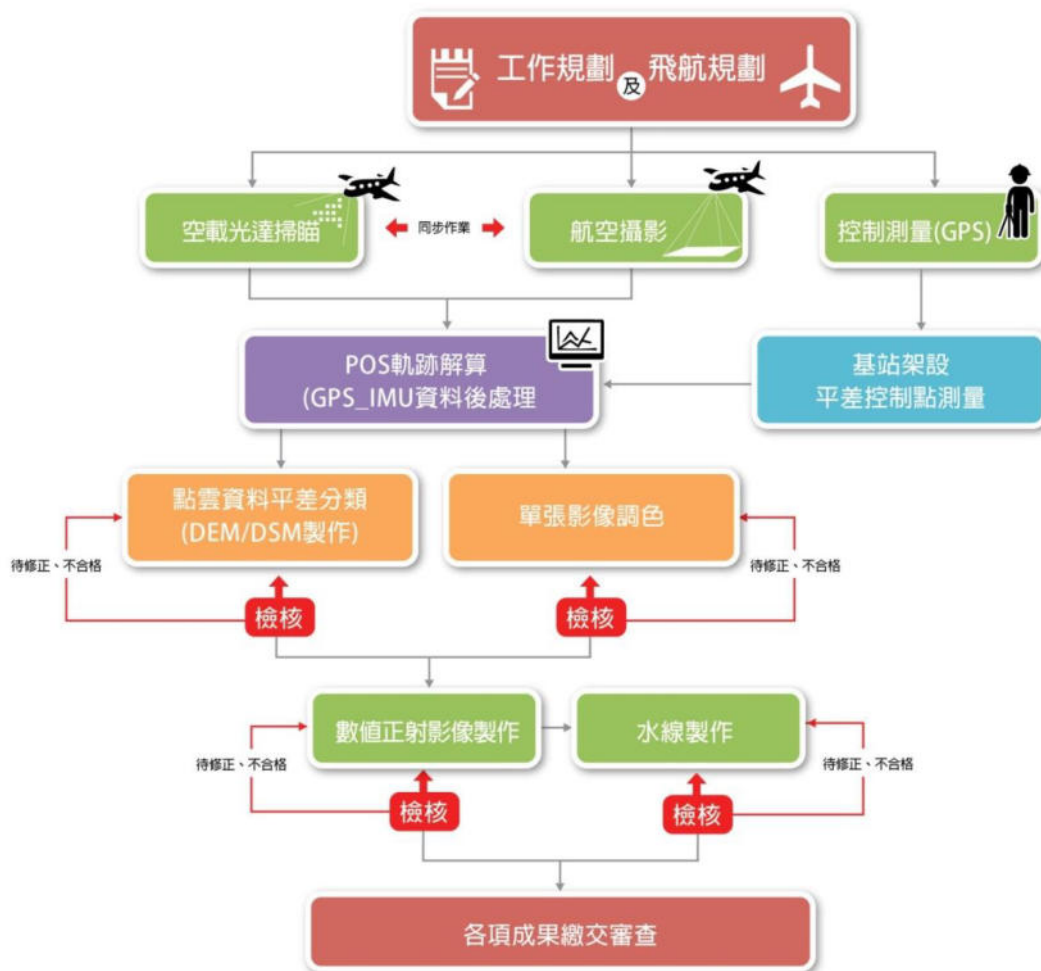 工作規劃及飛航規劃
空載光達掃瞄
同步作業
航空攝影
控制測量(GPS)
POS軌跡解算
(GPS_IMU資料後處理
基站架設
平差控制點測量
點雲資料平差分類
(DEM/DSM製作)
單張影像調色
待修正、不合格
待修正、不合格
檢核
檢核
數值正射影像製作
水線製作
待修正、不合格
待修正、不合格
檢核
檢核
各項成果繳交審查